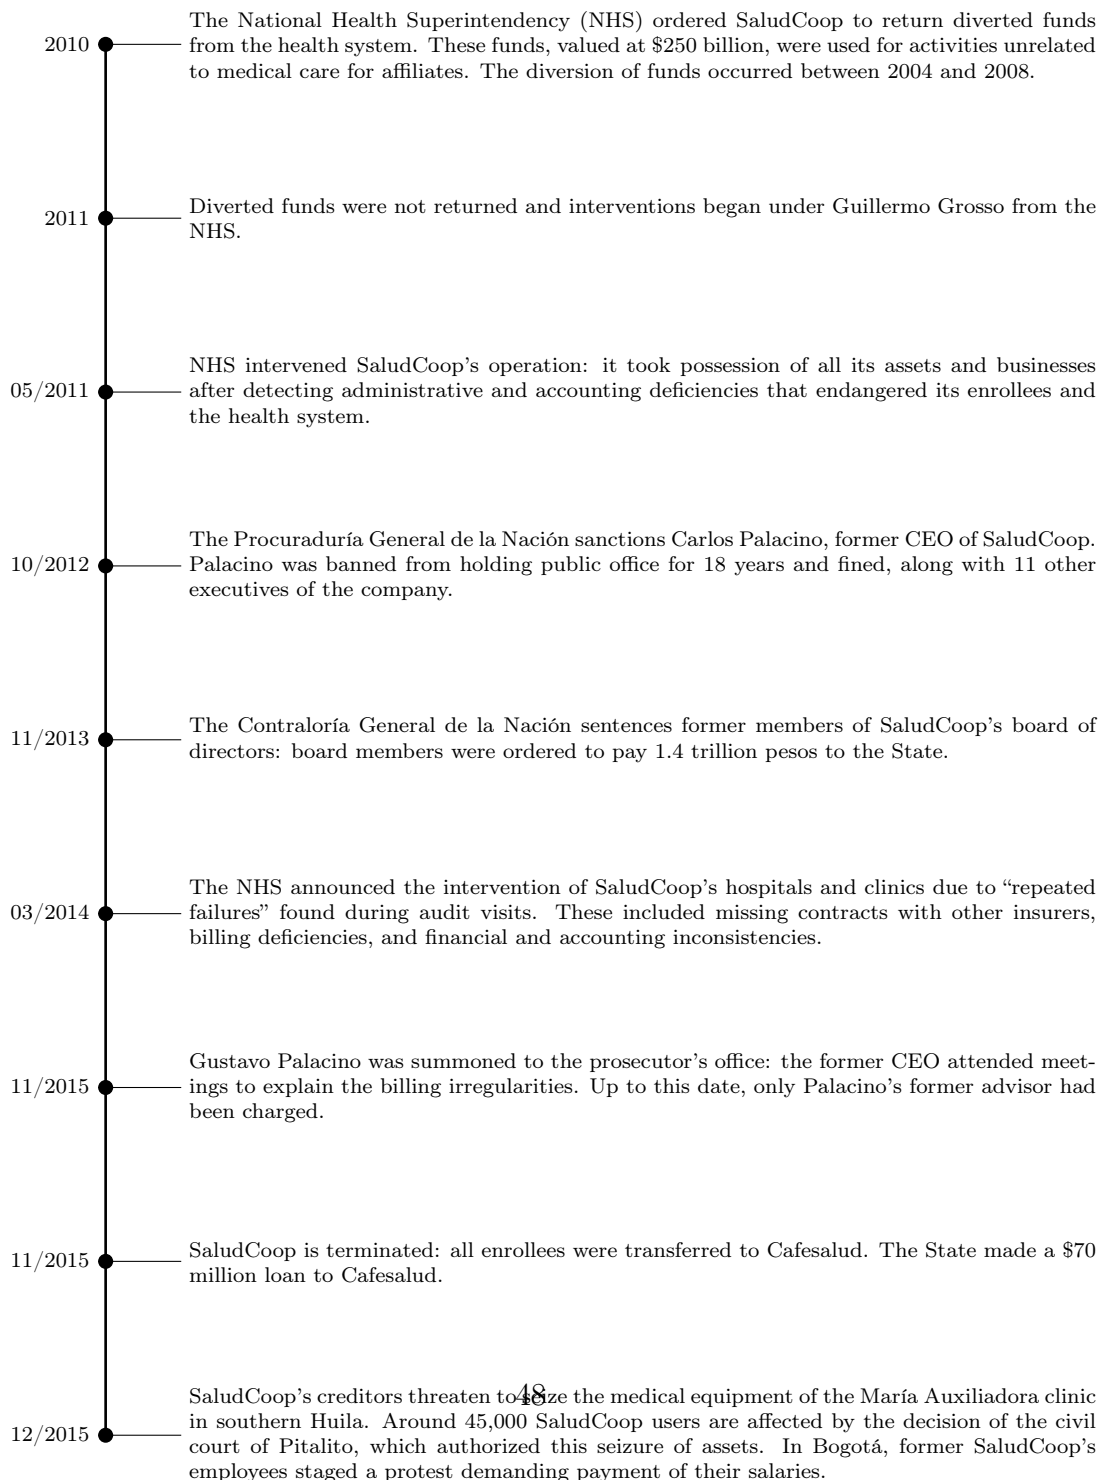 2010
The National Health Superintendency (NHS) ordered SaludCoop to return diverted funds
from the health system. These funds, valued at $250 billion, were used for activities unrelated
to medical care for affiliates. The diversion of funds occurred between 2004 and 2008.
2011
Diverted funds were not returned and interventions began under Guillermo Grosso from the
NHS.
05/2011
NHS intervened SaludCoop's operation: it took possession of all its assets and businesses
after detecting administrative and accounting deficiencies that endangered its enrollees and
the health system.
10/2012
The Procuraduría General de la Nación sanctions Carlos Palacino, former CEO of SaludCoop.
Palacino was banned from holding public office for 18 years and fined, along with 11 other
executives of the company.
11/2013
The Contraloría General de la Nación sentences former members of SaludCoop's board of
directors: board members were ordered to pay 1.4 trillion pesos to the State.
03/2014
The NHS announced the intervention of SaludCoop's hospitals and clinics due to “repeated
failures” found during audit visits. These included missing contracts with other insurers,
billing deficiencies, and financial and accounting inconsistencies.
11/2015
Gustavo Palacino was summoned to the prosecutor's office: the former CEO attended meet-
ings to explain the billing irregularities. Up to this date, only Palacino's former advisor had
been charged.
11/2015
SaludCoop is terminated: all enrollees were transferred to Cafesalud. The State made a $70
million loan to Cafesalud.
12/2015
SaludCoop's creditors threaten to seize the medical equipment of the María Auxiliadora clinic
in southern Huila. Around 45,000 SaludCoop users are affected by the decision of the civil
court of Pitalito, which authorized this seizure of assets. In Bogotá, former SaludCoop's
employees staged a protest demanding payment of their salaries.
48